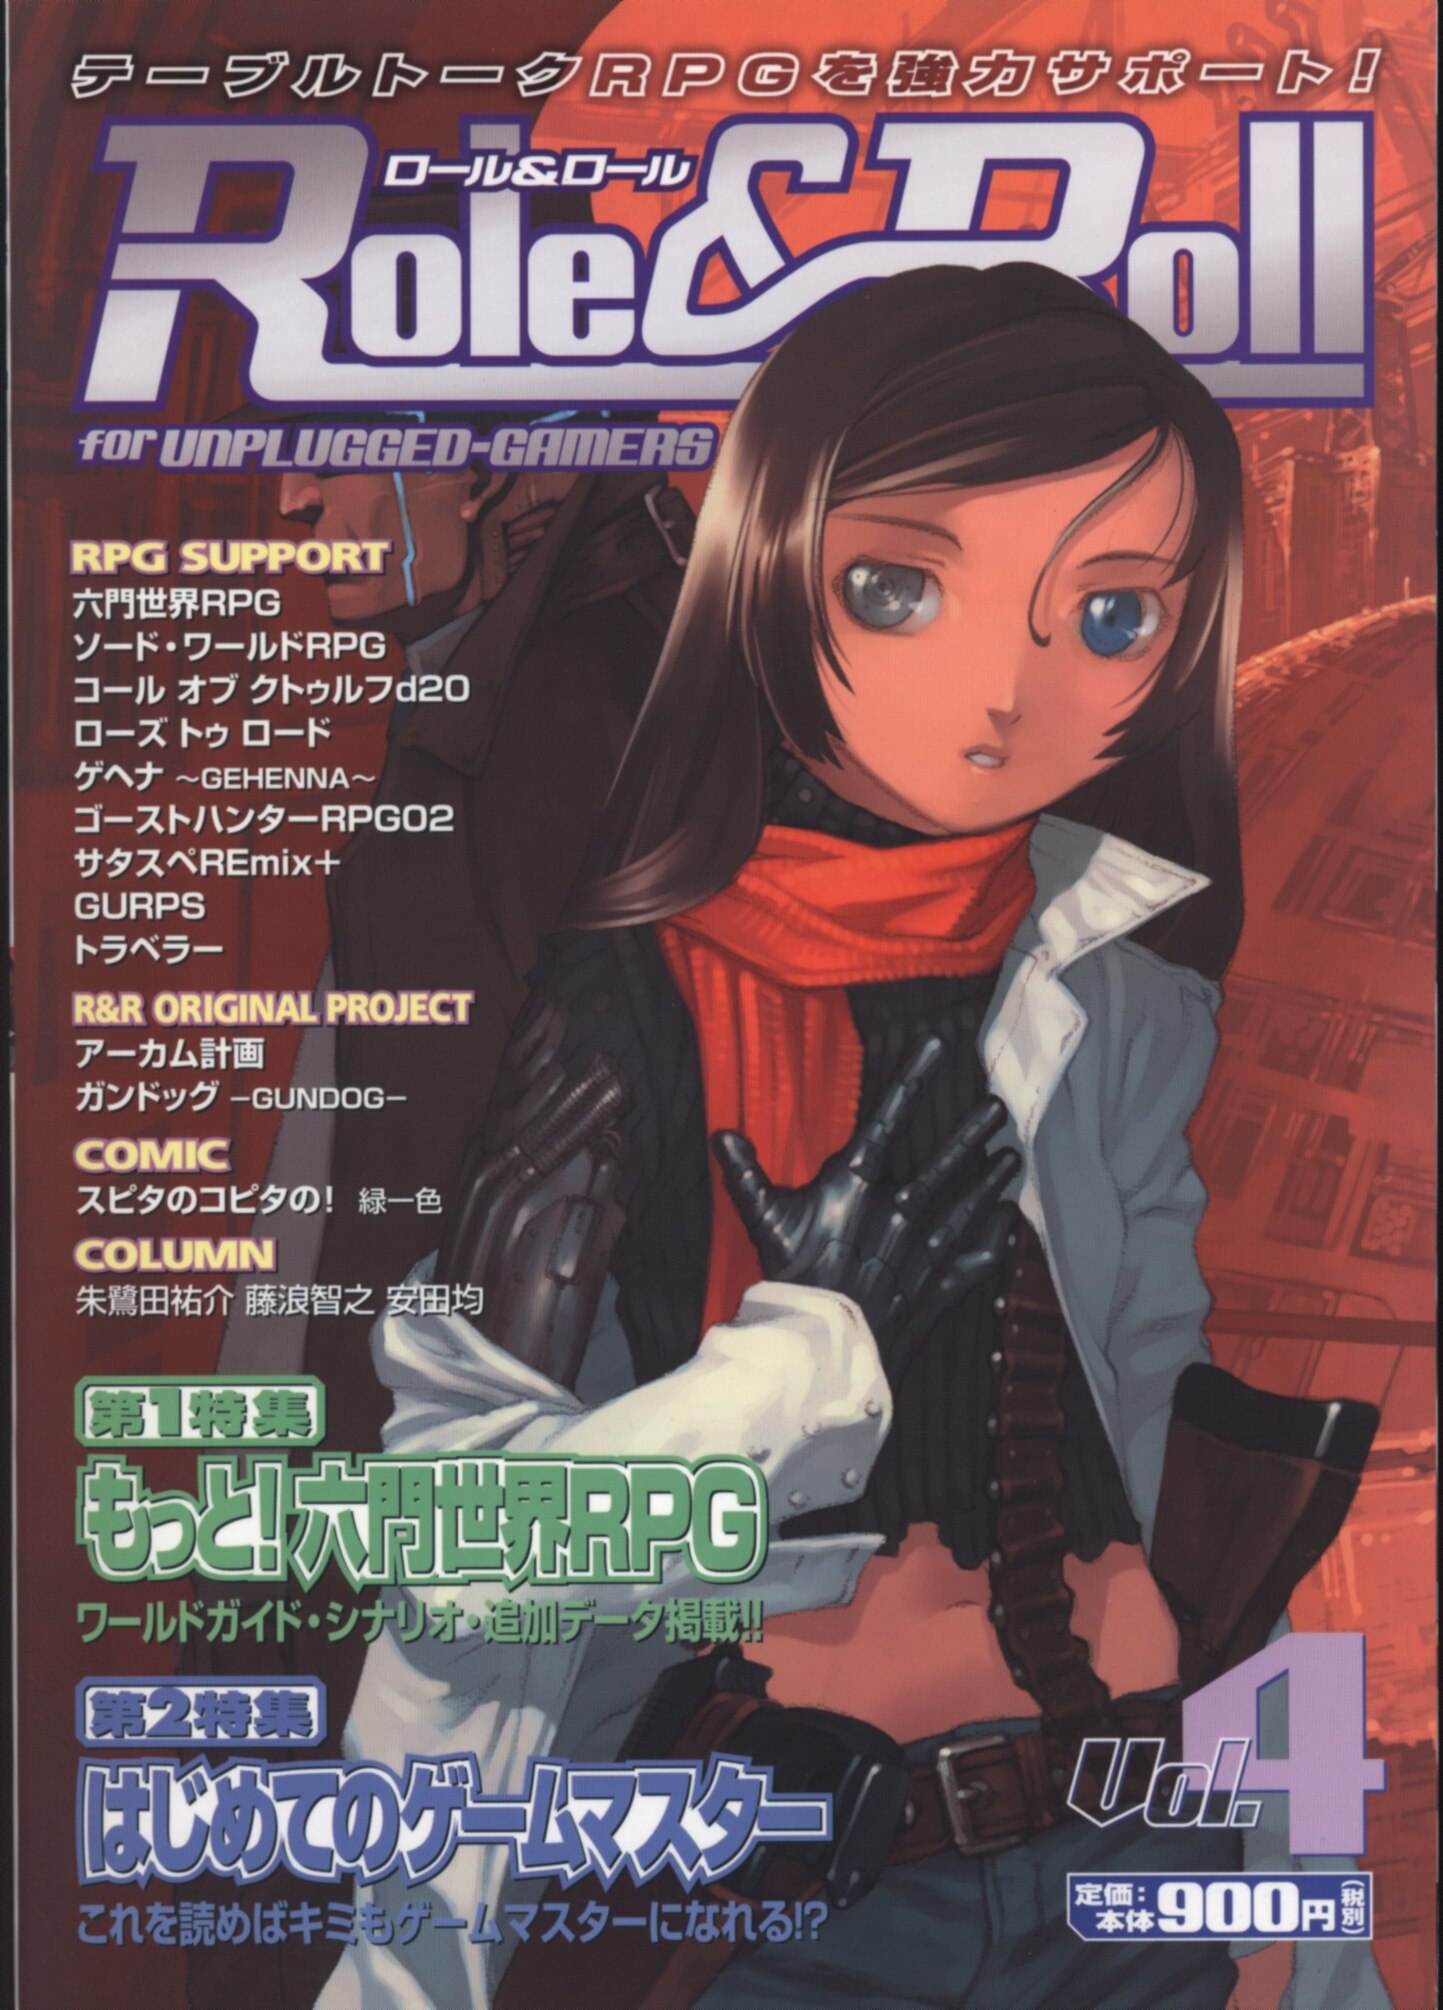 テーブルトークRPGを強力サポート!
ロール&ロール
Role&Roll
for UNPLUGGED-GAMERS
RPG SUPPORT
六門世界RPG
ソード・ワールドRPG
コール オブ クトゥルフd20
ローズ トゥ ロード
ゲヘナ ～GEHENNA～
ゴーストハンターRPG02
サタスペREmix＋
GURPS
トラベラー
R&R ORIGINAL PROJECT
アーカム計画
ガンドッグ −GUNDOG−
COMIC
スピタのコピタの! 緑一色
COLUMN
朱鷺田祐介 藤浪智之 安田均
第1特集
もっと!六門世界RPG
ワールドガイド・シナリオ・追加データ掲載!!
第2特集
はじめてのゲームマスター
これを読めばキミもゲームマスターになれる!?
Vol.4
定価:
本体900円(税別)